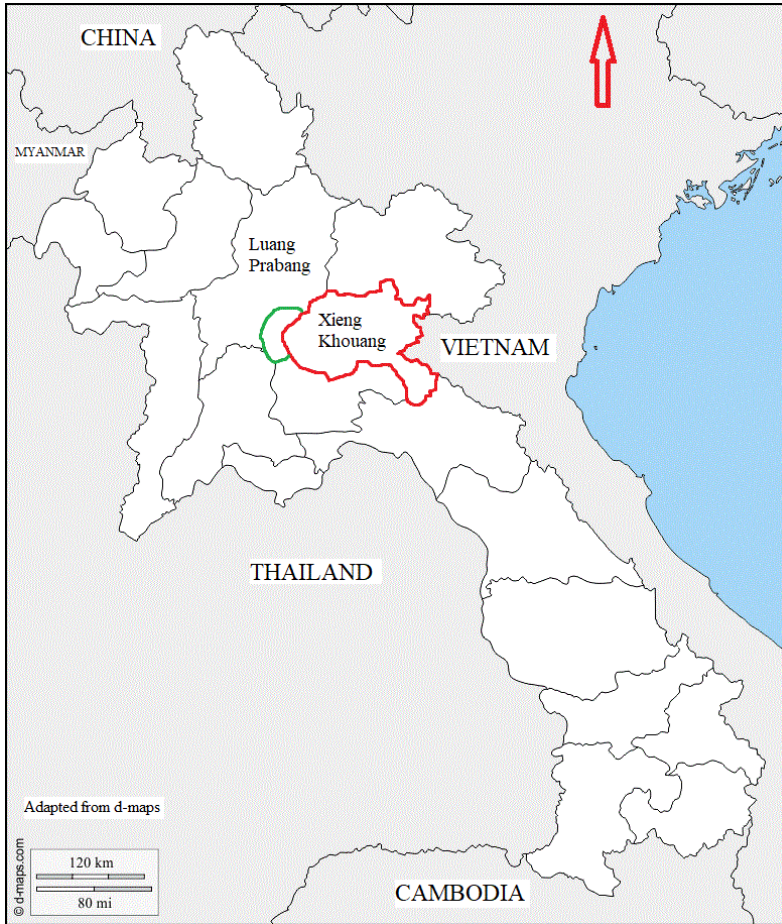 CHINA
MYANMAR
Luang
Prabang
Xieng
Khouang
VIETNAM
THAILAND
Adapted from d-maps
120 km
80 mi
© d-maps.com
CAMBODIA